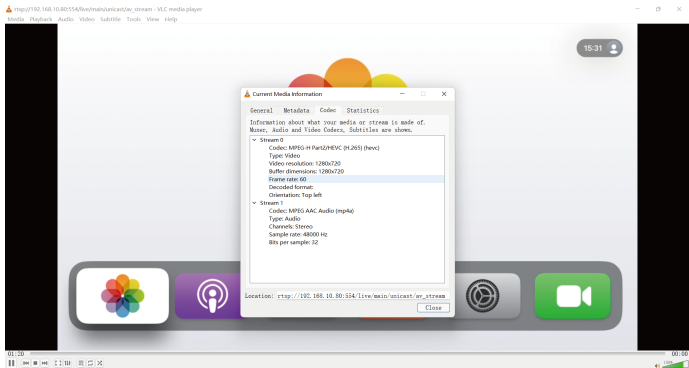 rtsp://192.168.10.80:554/live/main/unicast/av_stream - VLC media player
Media Playback Audio Video Subtitle Tools View Help
15:31
Current Media Information
General Metadata Codec Statistics
Information about what your media or stream is made of.
Muxer, Audio and Video Codecs, Subtitles are shown.
Stream 0
Codec: MPEG-H Part2/HEVC (H.265) (hevc)
Type: Video
Video resolution: 1280x720
Buffer dimensions: 1280x720
Frame rate: 60
Decoded format:
Orientation: Top left
Stream 1
Codec: MPEG AAC Audio (mp4a)
Type: Audio
Channels: Stereo
Sample rate: 48000 Hz
Bits per sample: 32
Location: rtsp://192.168.10.80:554/live/main/unicast/av_stream
Close
01:20 00:00